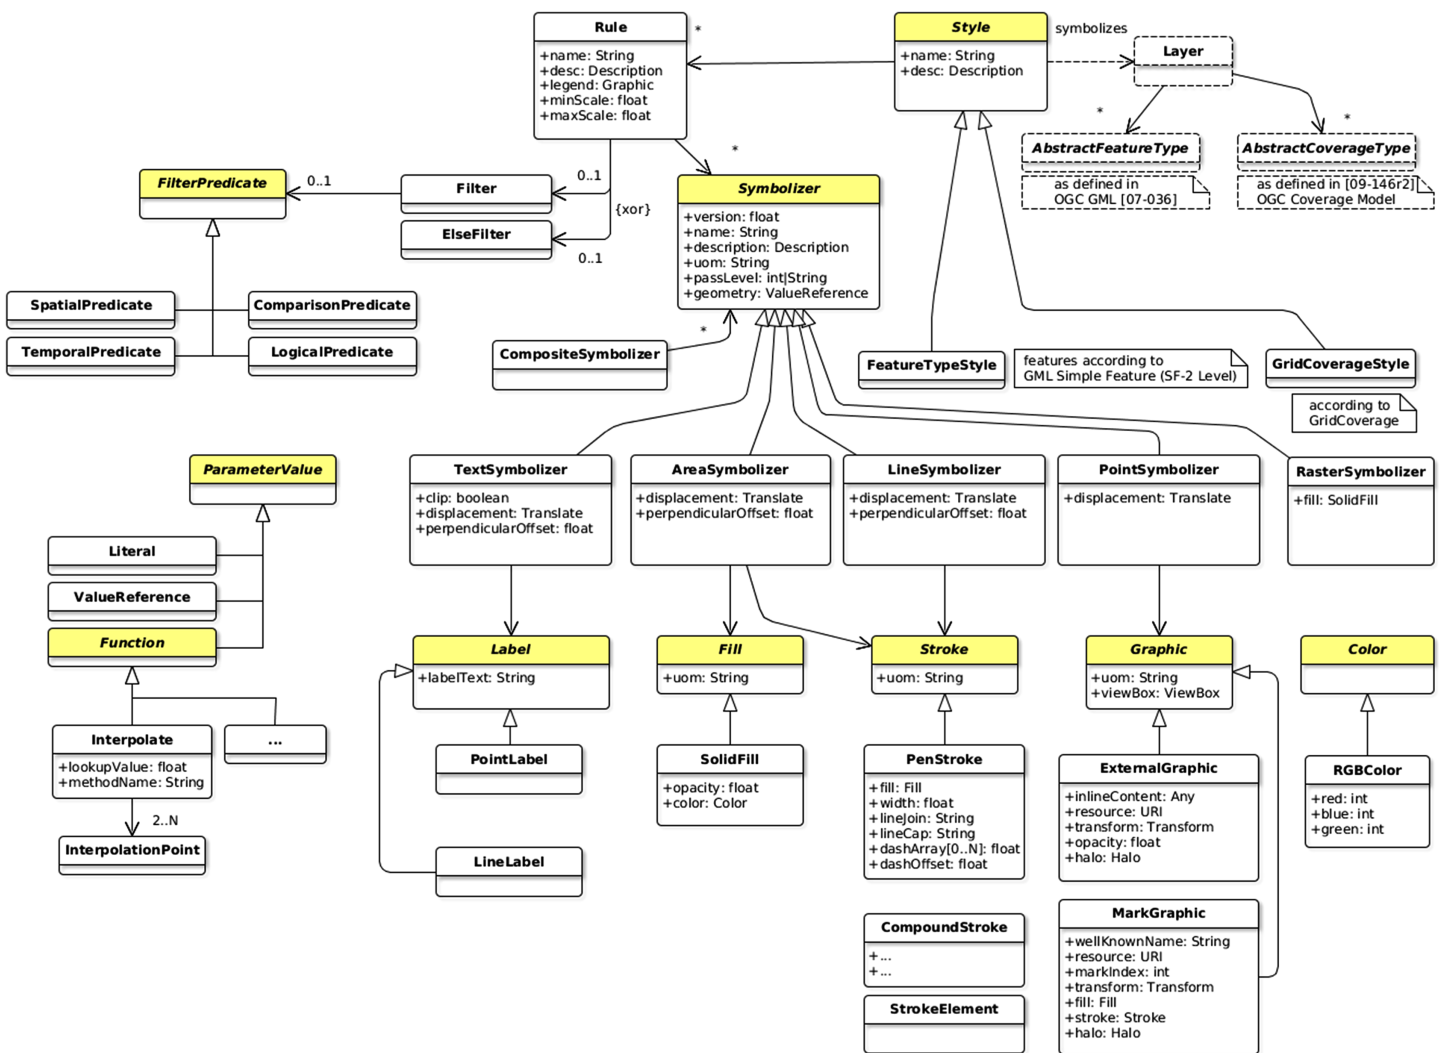 Rule
+name: String
+desc: Description
+legend: Graphic
+minScale: float
+maxScale: float
*
Style
+name: String
+desc: Description
symbolizes
Layer
*
*
AbstractFeatureType
as defined in
OGC GML [07-036]
AbstractCoverageType
as defined in [09-146r2]
OGC Coverage Model
FilterPredicate
0..1
Filter
0..1
{xor}
ElseFilter
0..1
*
Symbolizer
+version: float
+name: String
+description: Description
+uom: String
+passLevel: int|String
+geometry: ValueReference
SpatialPredicate
ComparisonPredicate
TemporalPredicate
LogicalPredicate
CompositeSymbolizer
*
FeatureTypeStyle
features according to
GML Simple Feature (SF-2 Level)
GridCoverageStyle
according to
GridCoverage
ParameterValue
Literal
ValueReference
Function
Interpolate
+lookupValue: float
+methodName: String
...
2..N
InterpolationPoint
TextSymbolizer
+clip: boolean
+displacement: Translate
+perpendicularOffset: float
AreaSymbolizer
+displacement: Translate
+perpendicularOffset: float
LineSymbolizer
+displacement: Translate
+perpendicularOffset: float
PointSymbolizer
+displacement: Translate
RasterSymbolizer
+fill: SolidFill
Label
+labelText: String
Fill
+uom: String
Stroke
+uom: String
Graphic
+uom: String
+viewBox: ViewBox
Color
PointLabel
LineLabel
SolidFill
+opacity: float
+color: Color
PenStroke
+fill: Fill
+width: float
+lineJoin: String
+lineCap: String
+dashArray[0..N]: float
+dashOffset: float
ExternalGraphic
+inlineContent: Any
+resource: URI
+transform: Transform
+opacity: float
+halo: Halo
RGBColor
+red: int
+blue: int
+green: int
CompoundStroke
+...
+...
StrokeElement
MarkGraphic
+wellKnownName: String
+resource: URI
+markIndex: int
+transform: Transform
+fill: Fill
+stroke: Stroke
+halo: Halo